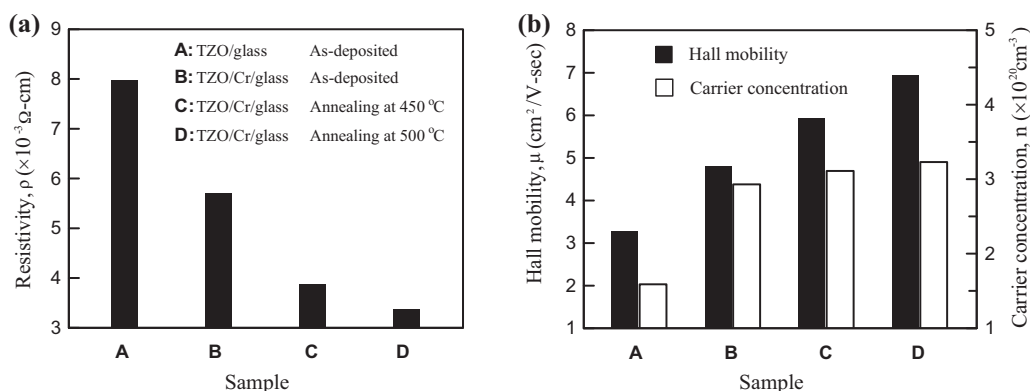 (a)
9
8
7
6
5
4
3
Resistivity, ρ (×10⁻³ Ω-cm)
A: TZO/glass As-deposited
B: TZO/Cr/glass As-deposited
C: TZO/Cr/glass Annealing at 450 °C
D: TZO/Cr/glass Annealing at 500 °C
A B C D
Sample
(b)
8
7
6
5
4
3
2
1
Hall mobility, μ (cm²/V-sec)
Hall mobility
Carrier concentration
5
4
3
2
1
Carrier concentration, n (×10²⁰cm⁻³)
A B C D
Sample